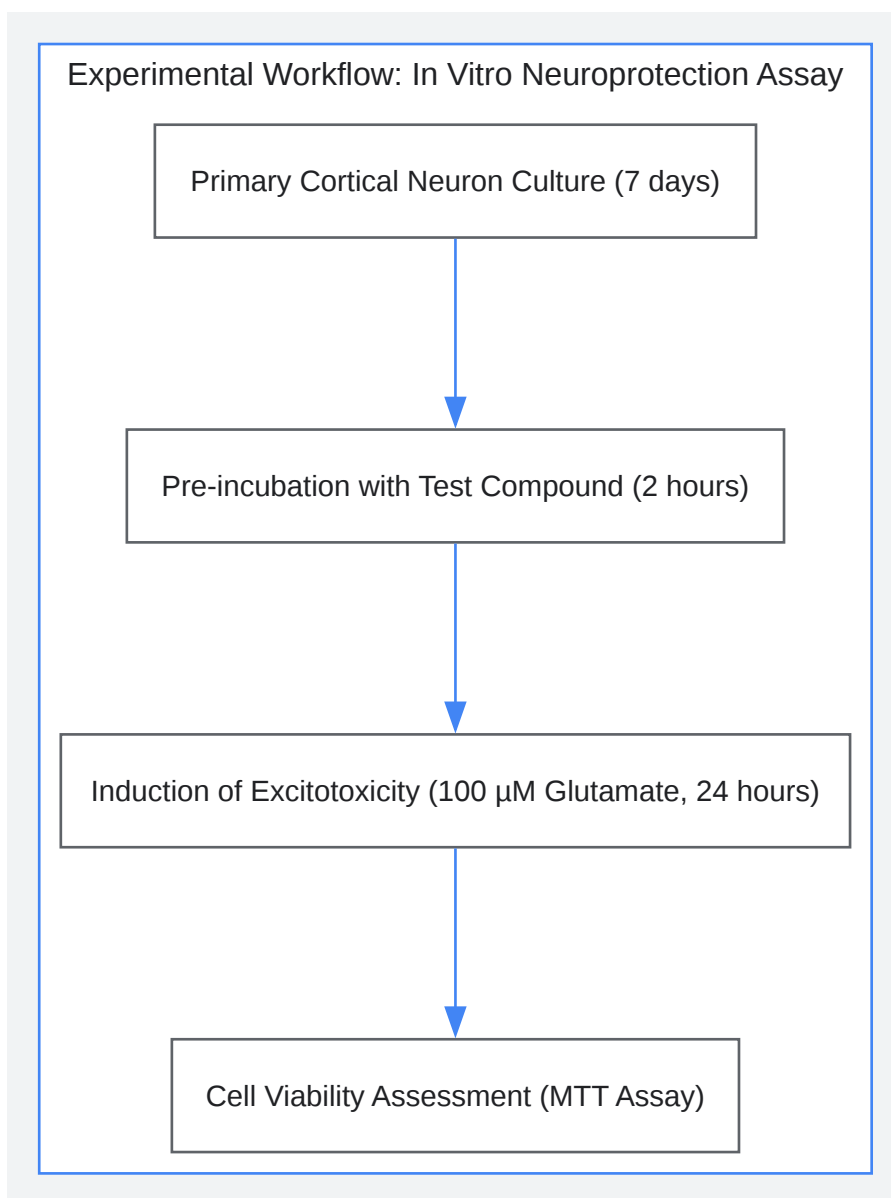 Experimental Workflow: In Vitro Neuroprotection Assay
Primary Cortical Neuron Culture (7 days)
Pre-incubation with Test Compound (2 hours)
Induction of Excitotoxicity (100 µM Glutamate, 24 hours)
Cell Viability Assessment (MTT Assay)